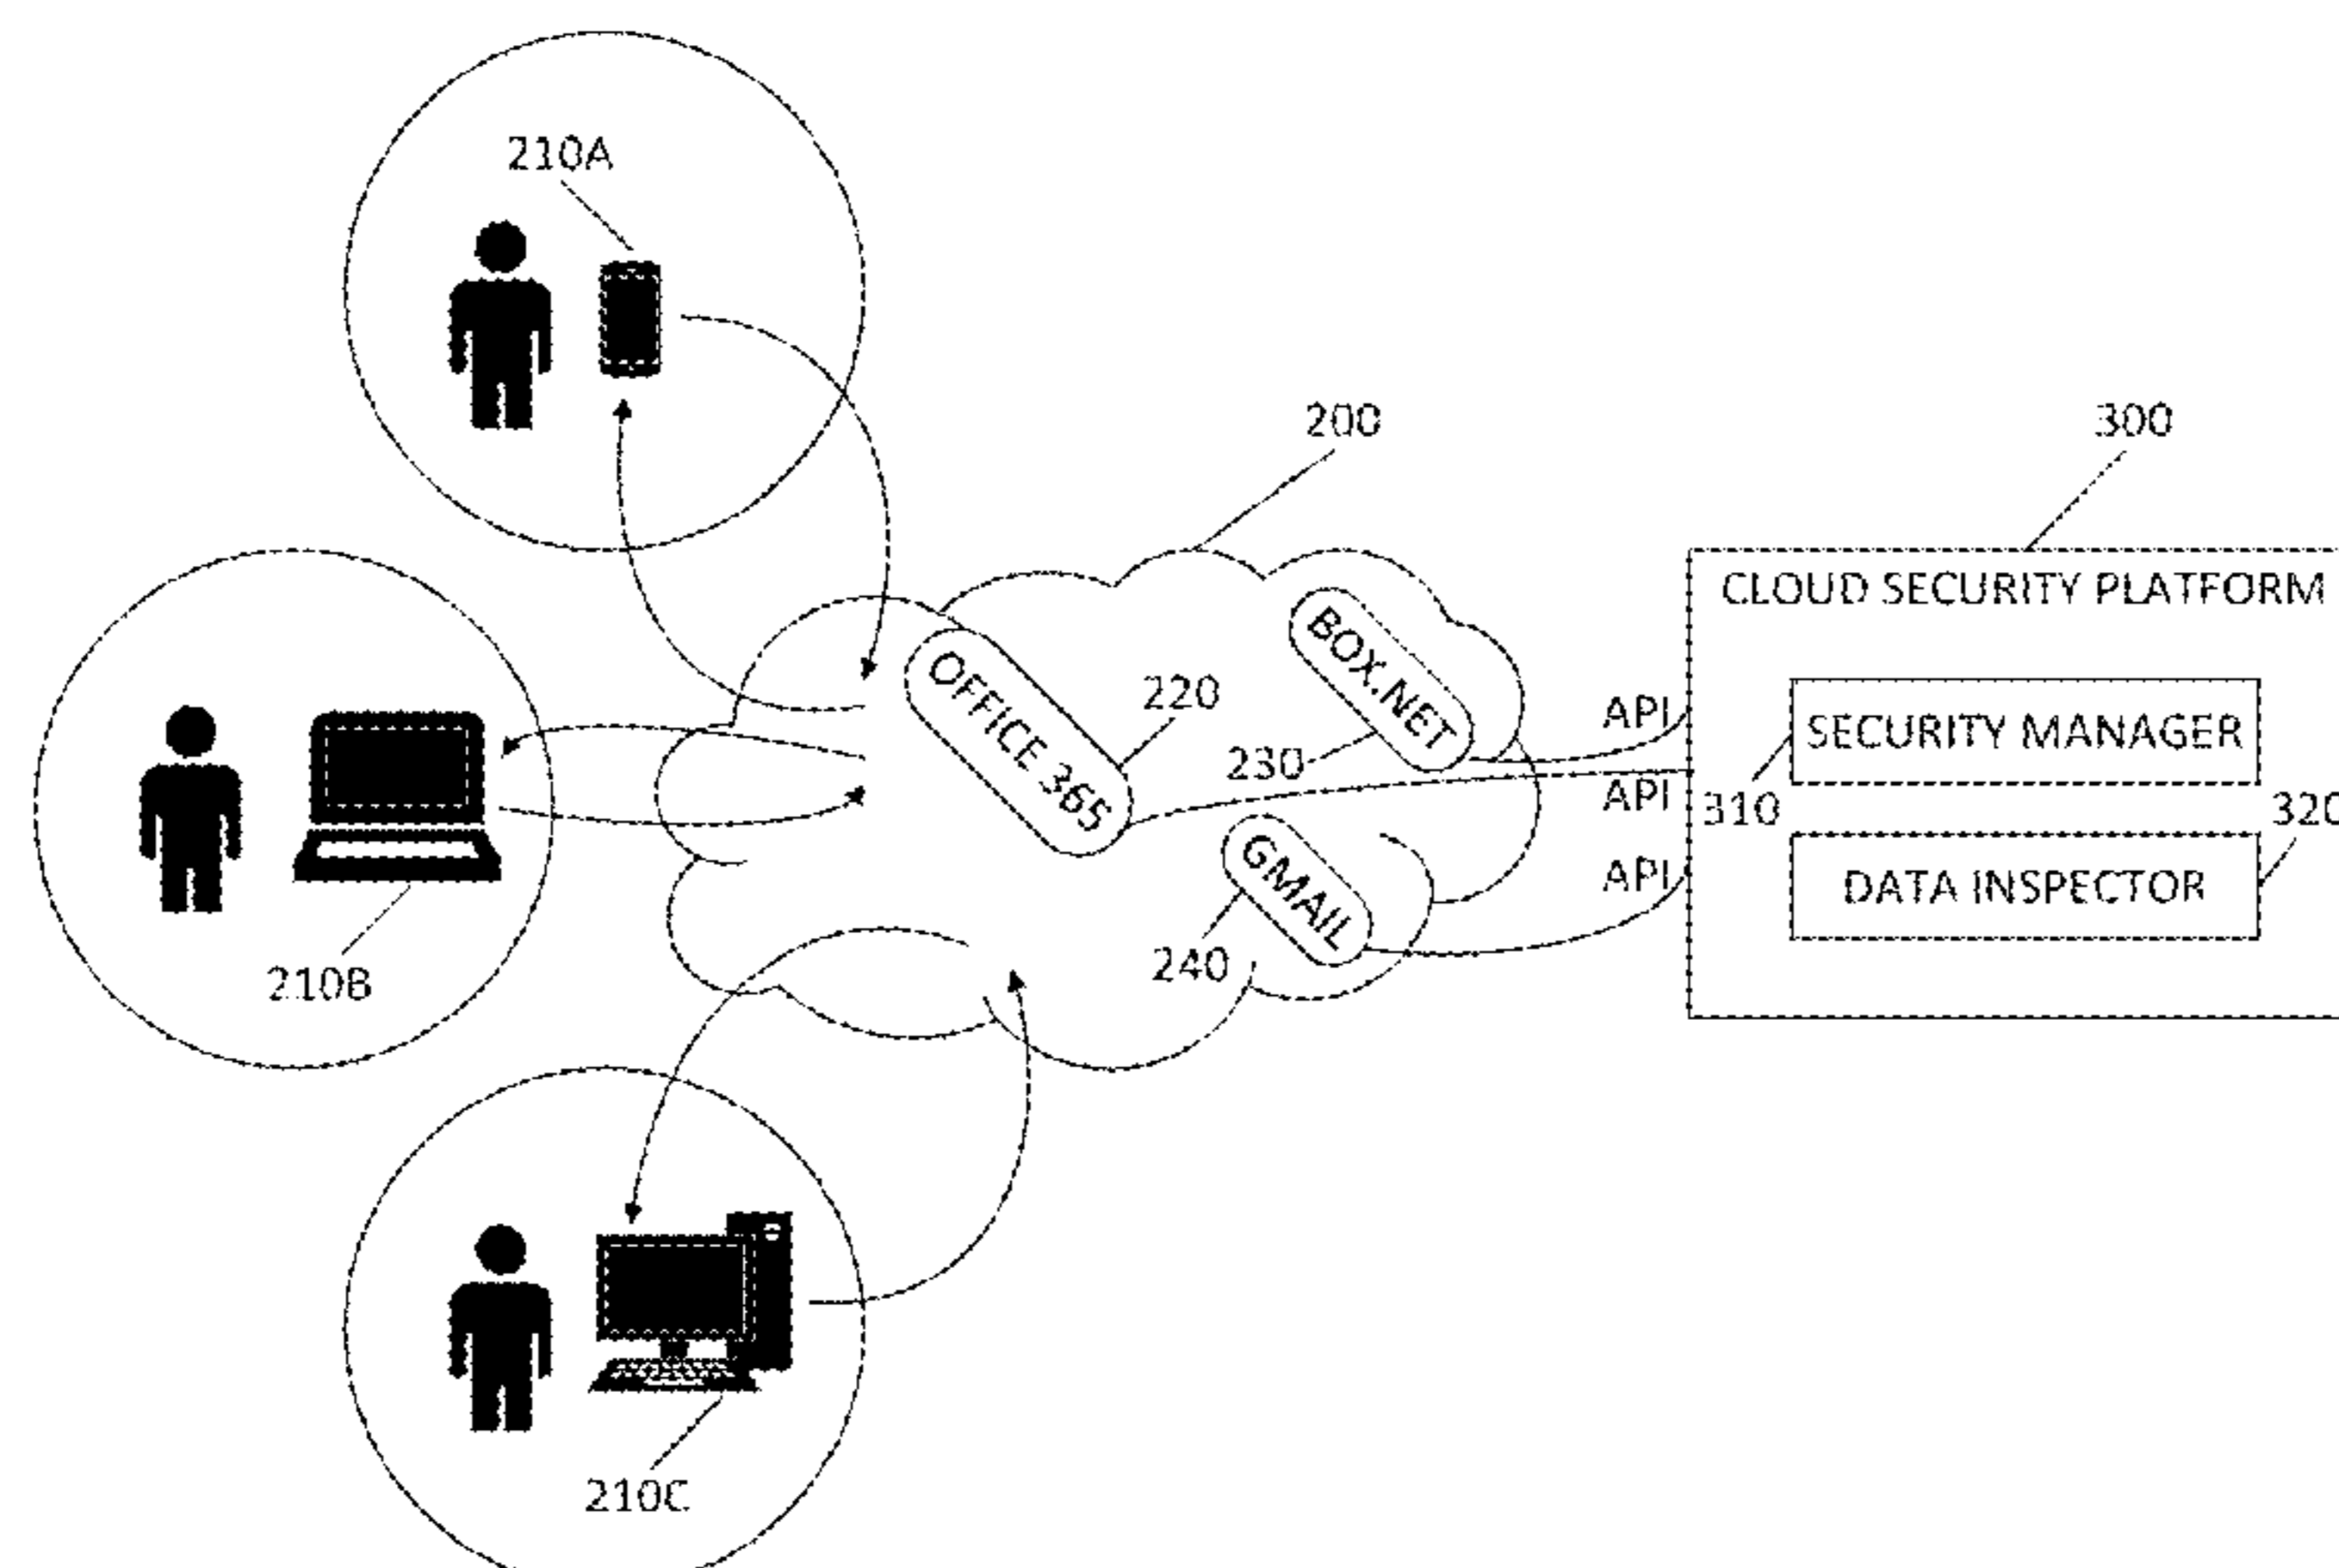 210A
200
300
CLOUD SECURITY PLATFORM
OFFICE 365
BOX.NET
220
230
API
SECURITY MANAGER
API
310
320
GMAIL
API
DATA INSPECTOR
240
210B
210C